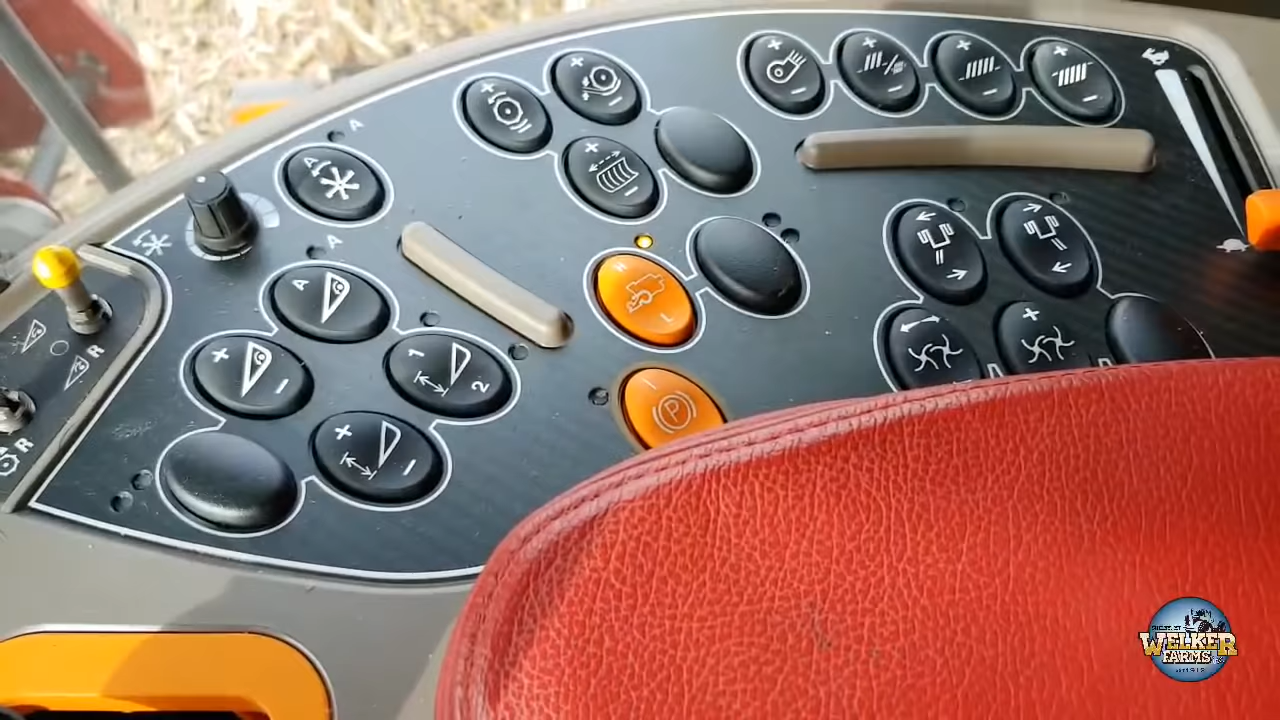 A
A
A
A
+
-
1
2
+
-
R
R
+
-
+
-
+
-
+
-
+
-
+
-
+
-
H
L
I
P
+
WELKER
FARMS